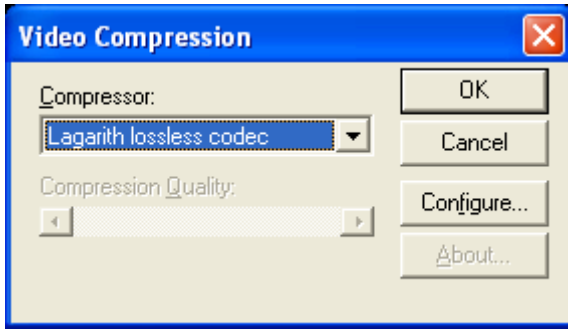 Video Compression
Compressor:
Lagarith lossless codec
Compression Quality:
OK
Cancel
Configure...
About...